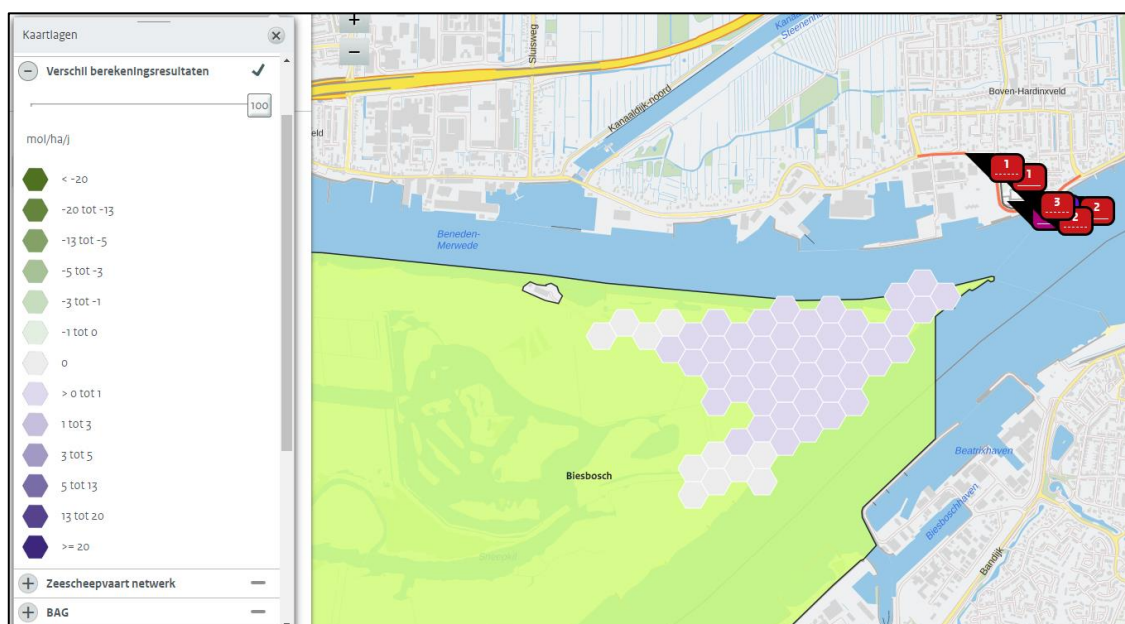 Kaartlagen
Verschil berekeningsresultaten
100
mol/ha/j
< -20
-20 tot -13
-13 tot -5
-5 tot -3
-3 tot -1
-1 tot 0
0
> 0 tot 1
1 tot 3
3 tot 5
5 tot 13
13 tot 20
>= 20
Zeescheepvaart netwerk
BAG
+
−
Sluisweg
Kanaaldijk-noord
Steenenhoek
Boven-Hardinxveld
eld
1
1
3
2
2
Beneden-
Merwede
Biesbosch
Beatrixhaven
Biesboschhaven
Bandijk